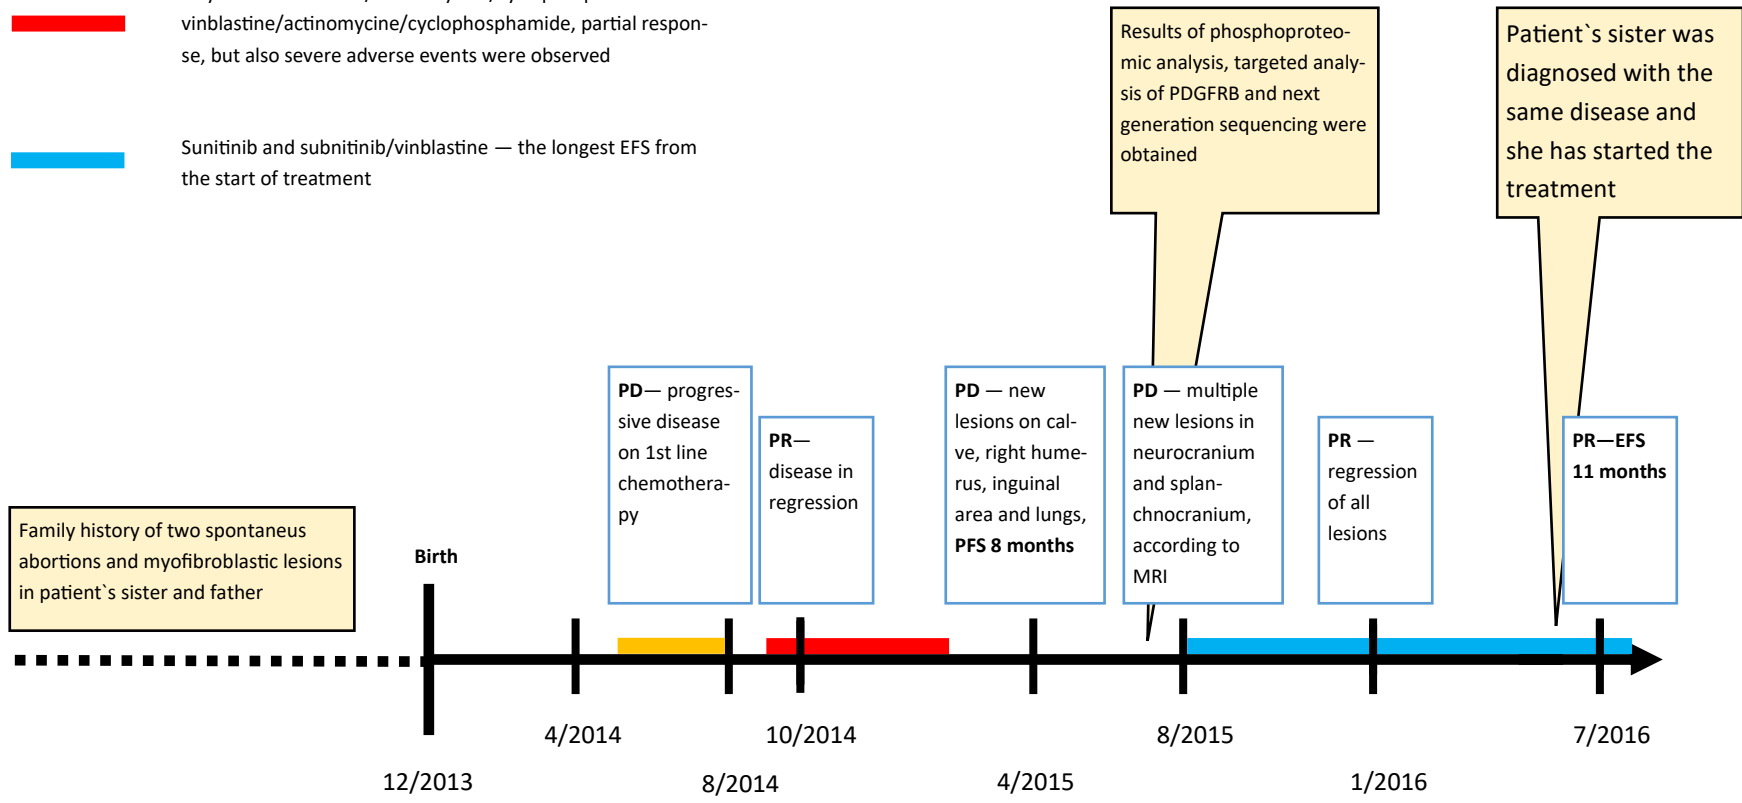 vinblastine/actinomycine/cyclophosphamide, partial respon-
se, but also severe adverse events were observed
Sunitinib and subnitinib/vinblastine — the longest EFS from
the start of treatment
Results of phosphoproteo-
mic analysis, targeted analy-
sis of PDGFRB and next
generation sequencing were
obtained
Patient`s sister was
diagnosed with the
same disease and
she has started the
treatment
Family history of two spontaneus
abortions and myofibroblastic lesions
in patient`s sister and father
Birth
PD— progres-
sive disease
on 1st line
chemothera-
py
PR—
disease in
regression
PD — new
lesions on cal-
ve, right hume-
rus, inguinal
area and lungs,
PFS 8 months
PD — multiple
new lesions in
neurocranium
and splan-
chnocranium,
according to
MRI
PR —
regression
of all
lesions
PR—EFS
11 months
4/2014
10/2014
8/2015
7/2016
12/2013
8/2014
4/2015
1/2016